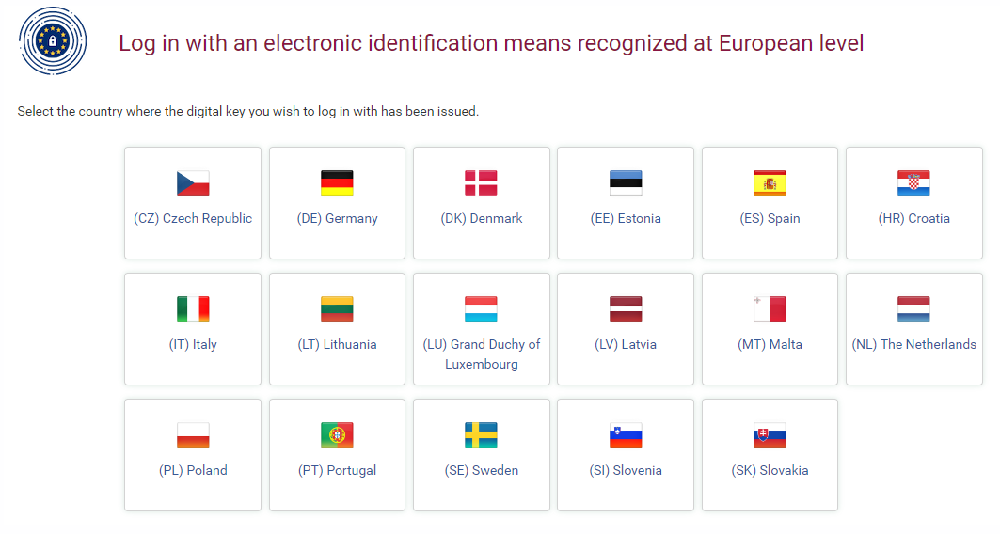 Log in with an electronic identification means recognized at European level
Select the country where the digital key you wish to log in with has been issued.
(CZ) Czech Republic
(DE) Germany
(DK) Denmark
(EE) Estonia
(ES) Spain
(HR) Croatia
(IT) Italy
(LT) Lithuania
(LU) Grand Duchy of
Luxembourg
(LV) Latvia
(MT) Malta
(NL) The Netherlands
(PL) Poland
(PT) Portugal
(SE) Sweden
(SI) Slovenia
(SK) Slovakia